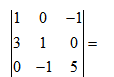 |1 0 -1|
|3 1 0| =
|0 -1 5|